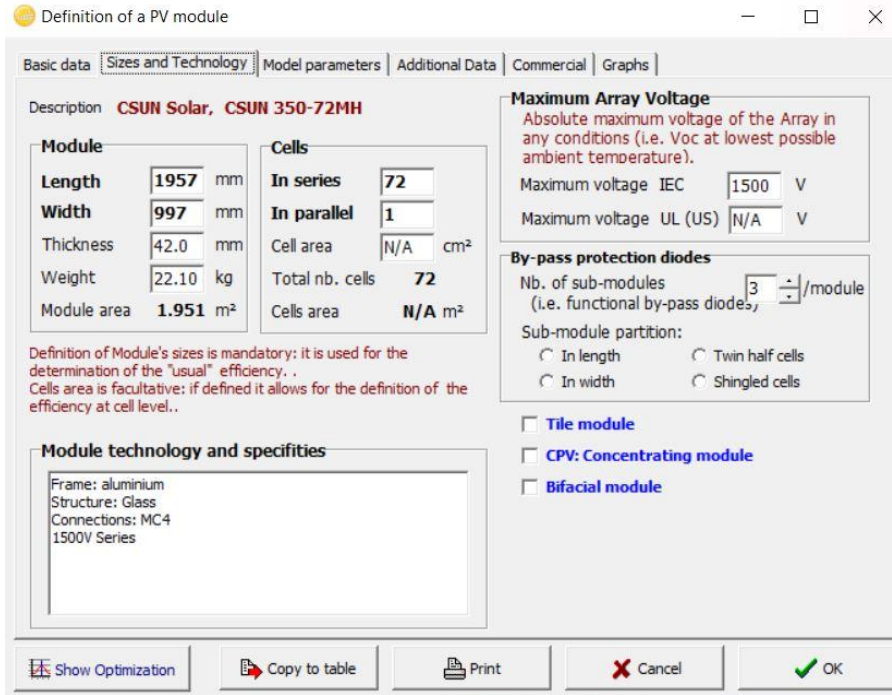 Definition of a PV module
Basic data Sizes and Technology Model parameters Additional Data Commercial Graphs
Description CSUN Solar, CSUN 350-72MH
Module
Length 1957 mm
Width 997 mm
Thickness 42.0 mm
Weight 22.10 kg
Module area 1.951 m²
Cells
In series 72
In parallel 1
Cell area N/A cm²
Total nb. cells 72
Cells area N/A m²
Definition of Module's sizes is mandatory: it is used for the
determination of the "usual" efficiency. .
Cells area is facultative: if defined it allows for the definition of the
efficiency at cell level..
Module technology and specifities
Frame: aluminium
Structure: Glass
Connections: MC4
1500V Series
Maximum Array Voltage
Absolute maximum voltage of the Array in
any conditions (i.e. Voc at lowest possible
ambient temperature).
Maximum voltage IEC 1500 V
Maximum voltage UL (US) N/A V
By-pass protection diodes
Nb. of sub-modules 3 /module
(i.e. functional by-pass diodes)
Sub-module partition:
In length Twin half cells
In width Shingled cells
Tile module
CPV: Concentrating module
Bifacial module
Show Optimization Copy to table Print Cancel OK